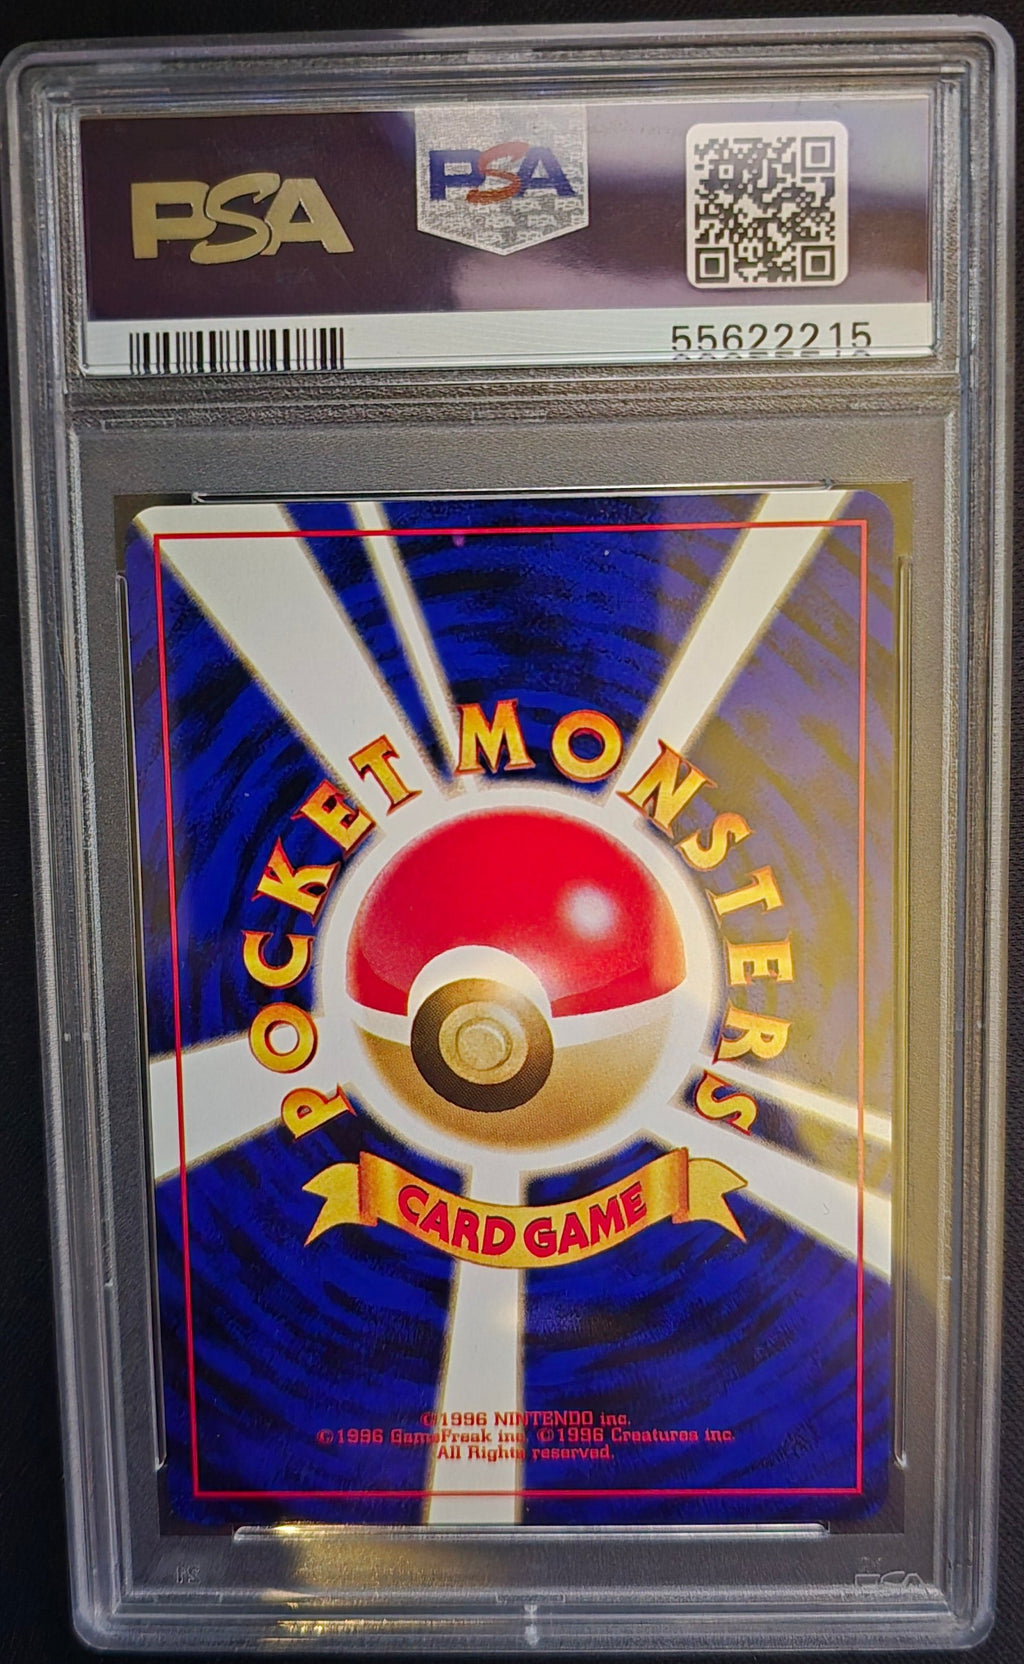 PSA
PSA
55622215
POCKET MONSTERS
CARD GAME
©1996 NINTENDO inc.
©1996 GameFreak inc. ©1996 Creatures inc.
All Rights reserved.
PSA